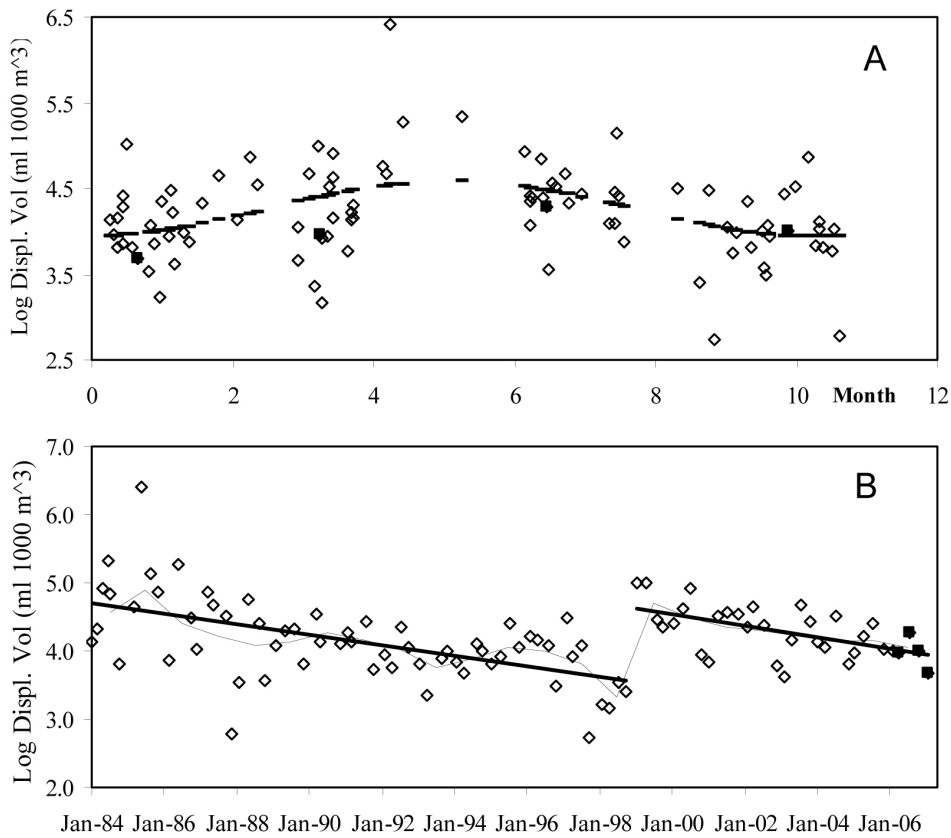 6.5
A
5.5
4.5
3.5
2.5
Log Displ. Vol (ml 1000 m^3)
0 2 4 6 8 10 Month 12
7.0
B
6.0
5.0
4.0
3.0
2.0
Log Displ. Vol (ml 1000 m^3)
Jan-84 Jan-86 Jan-88 Jan-90 Jan-92 Jan-94 Jan-96 Jan-98 Jan-00 Jan-02 Jan-04 Jan-06